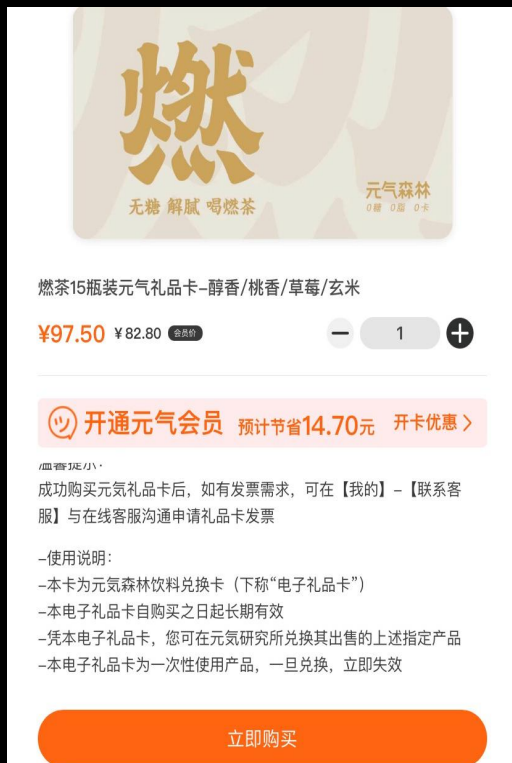 燃
无糖 解腻 喝燃茶
元气森林
0糖 0脂 0卡
燃茶15瓶装元气礼品卡-醇香/桃香/草莓/玄米
¥97.50 ¥82.80 会员价
1
开通元气会员 预计节省14.70元 开卡优惠
温馨提示：
成功购买元气礼品卡后，如有发票需求，可在【我的】-【联系客
服】与在线客服沟通申请礼品卡发票
-使用说明：
-本卡为元气森林饮料兑换卡（下称“电子礼品卡”）
-本电子礼品卡自购买之日起长期有效
-凭本电子礼品卡，您可在元气研究所兑换其出售的上述指定产品
-本电子礼品卡为一次性使用产品，一旦兑换，立即失效
立即购买